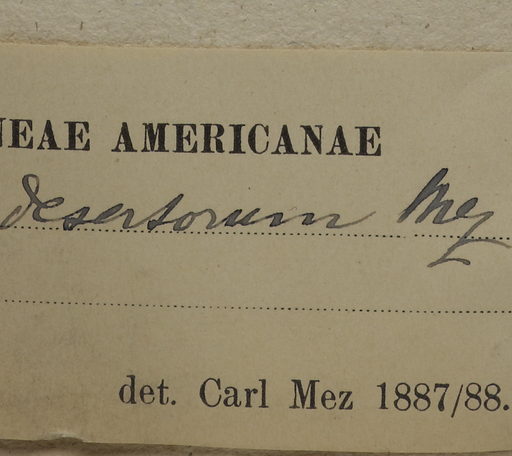 NEAE AMERICANAE
desertorum Mez
det. Carl Mez 1887/88.